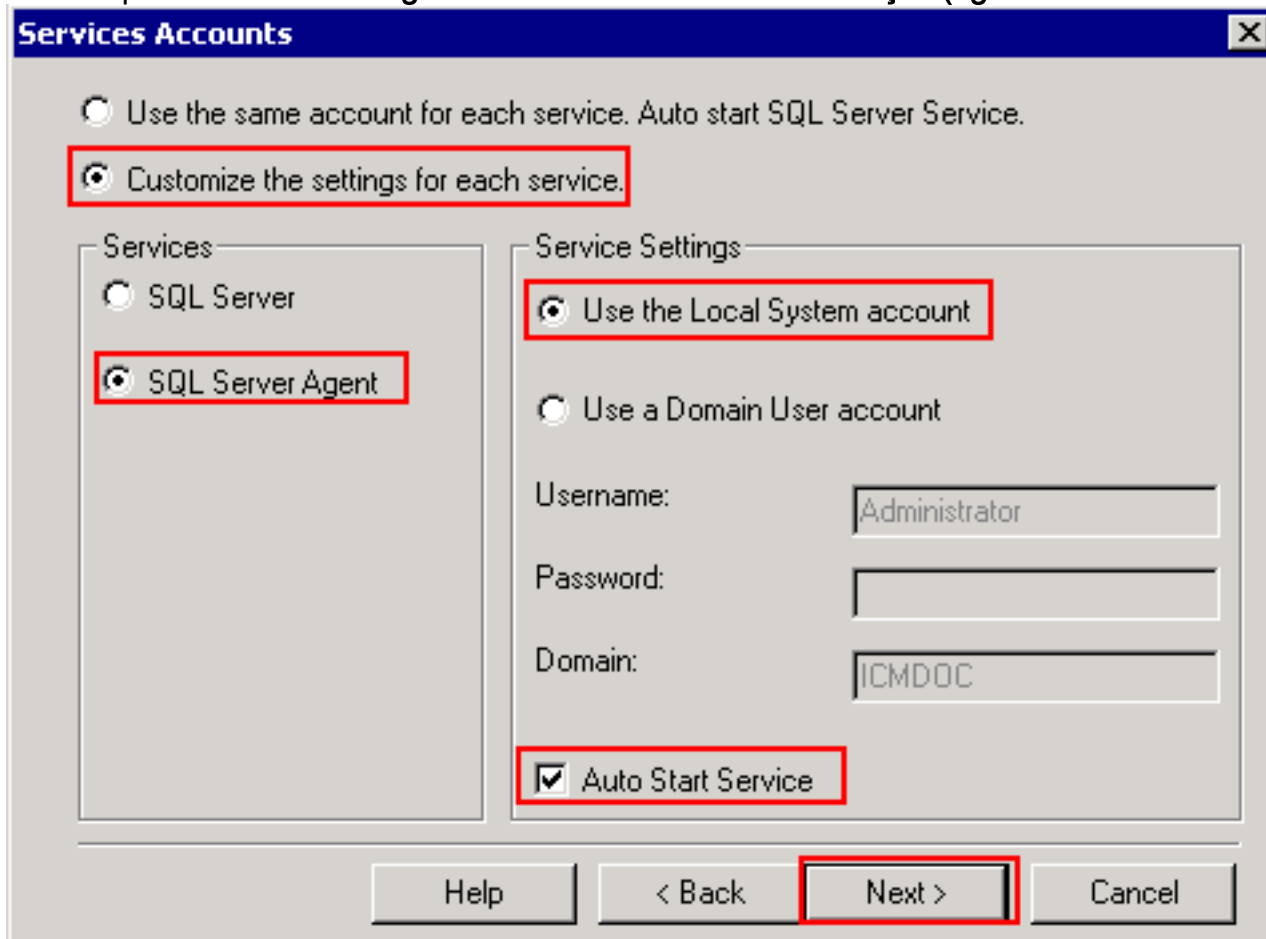 Services Accounts
Use the same account for each service. Auto start SQL Server Service.
Customize the settings for each service.
Services
SQL Server
SQL Server Agent
Service Settings
Use the Local System account
Use a Domain User account
Username: Administrator
Password:
Domain: ICMDOC
Auto Start Service
Help < Back Next > Cancel